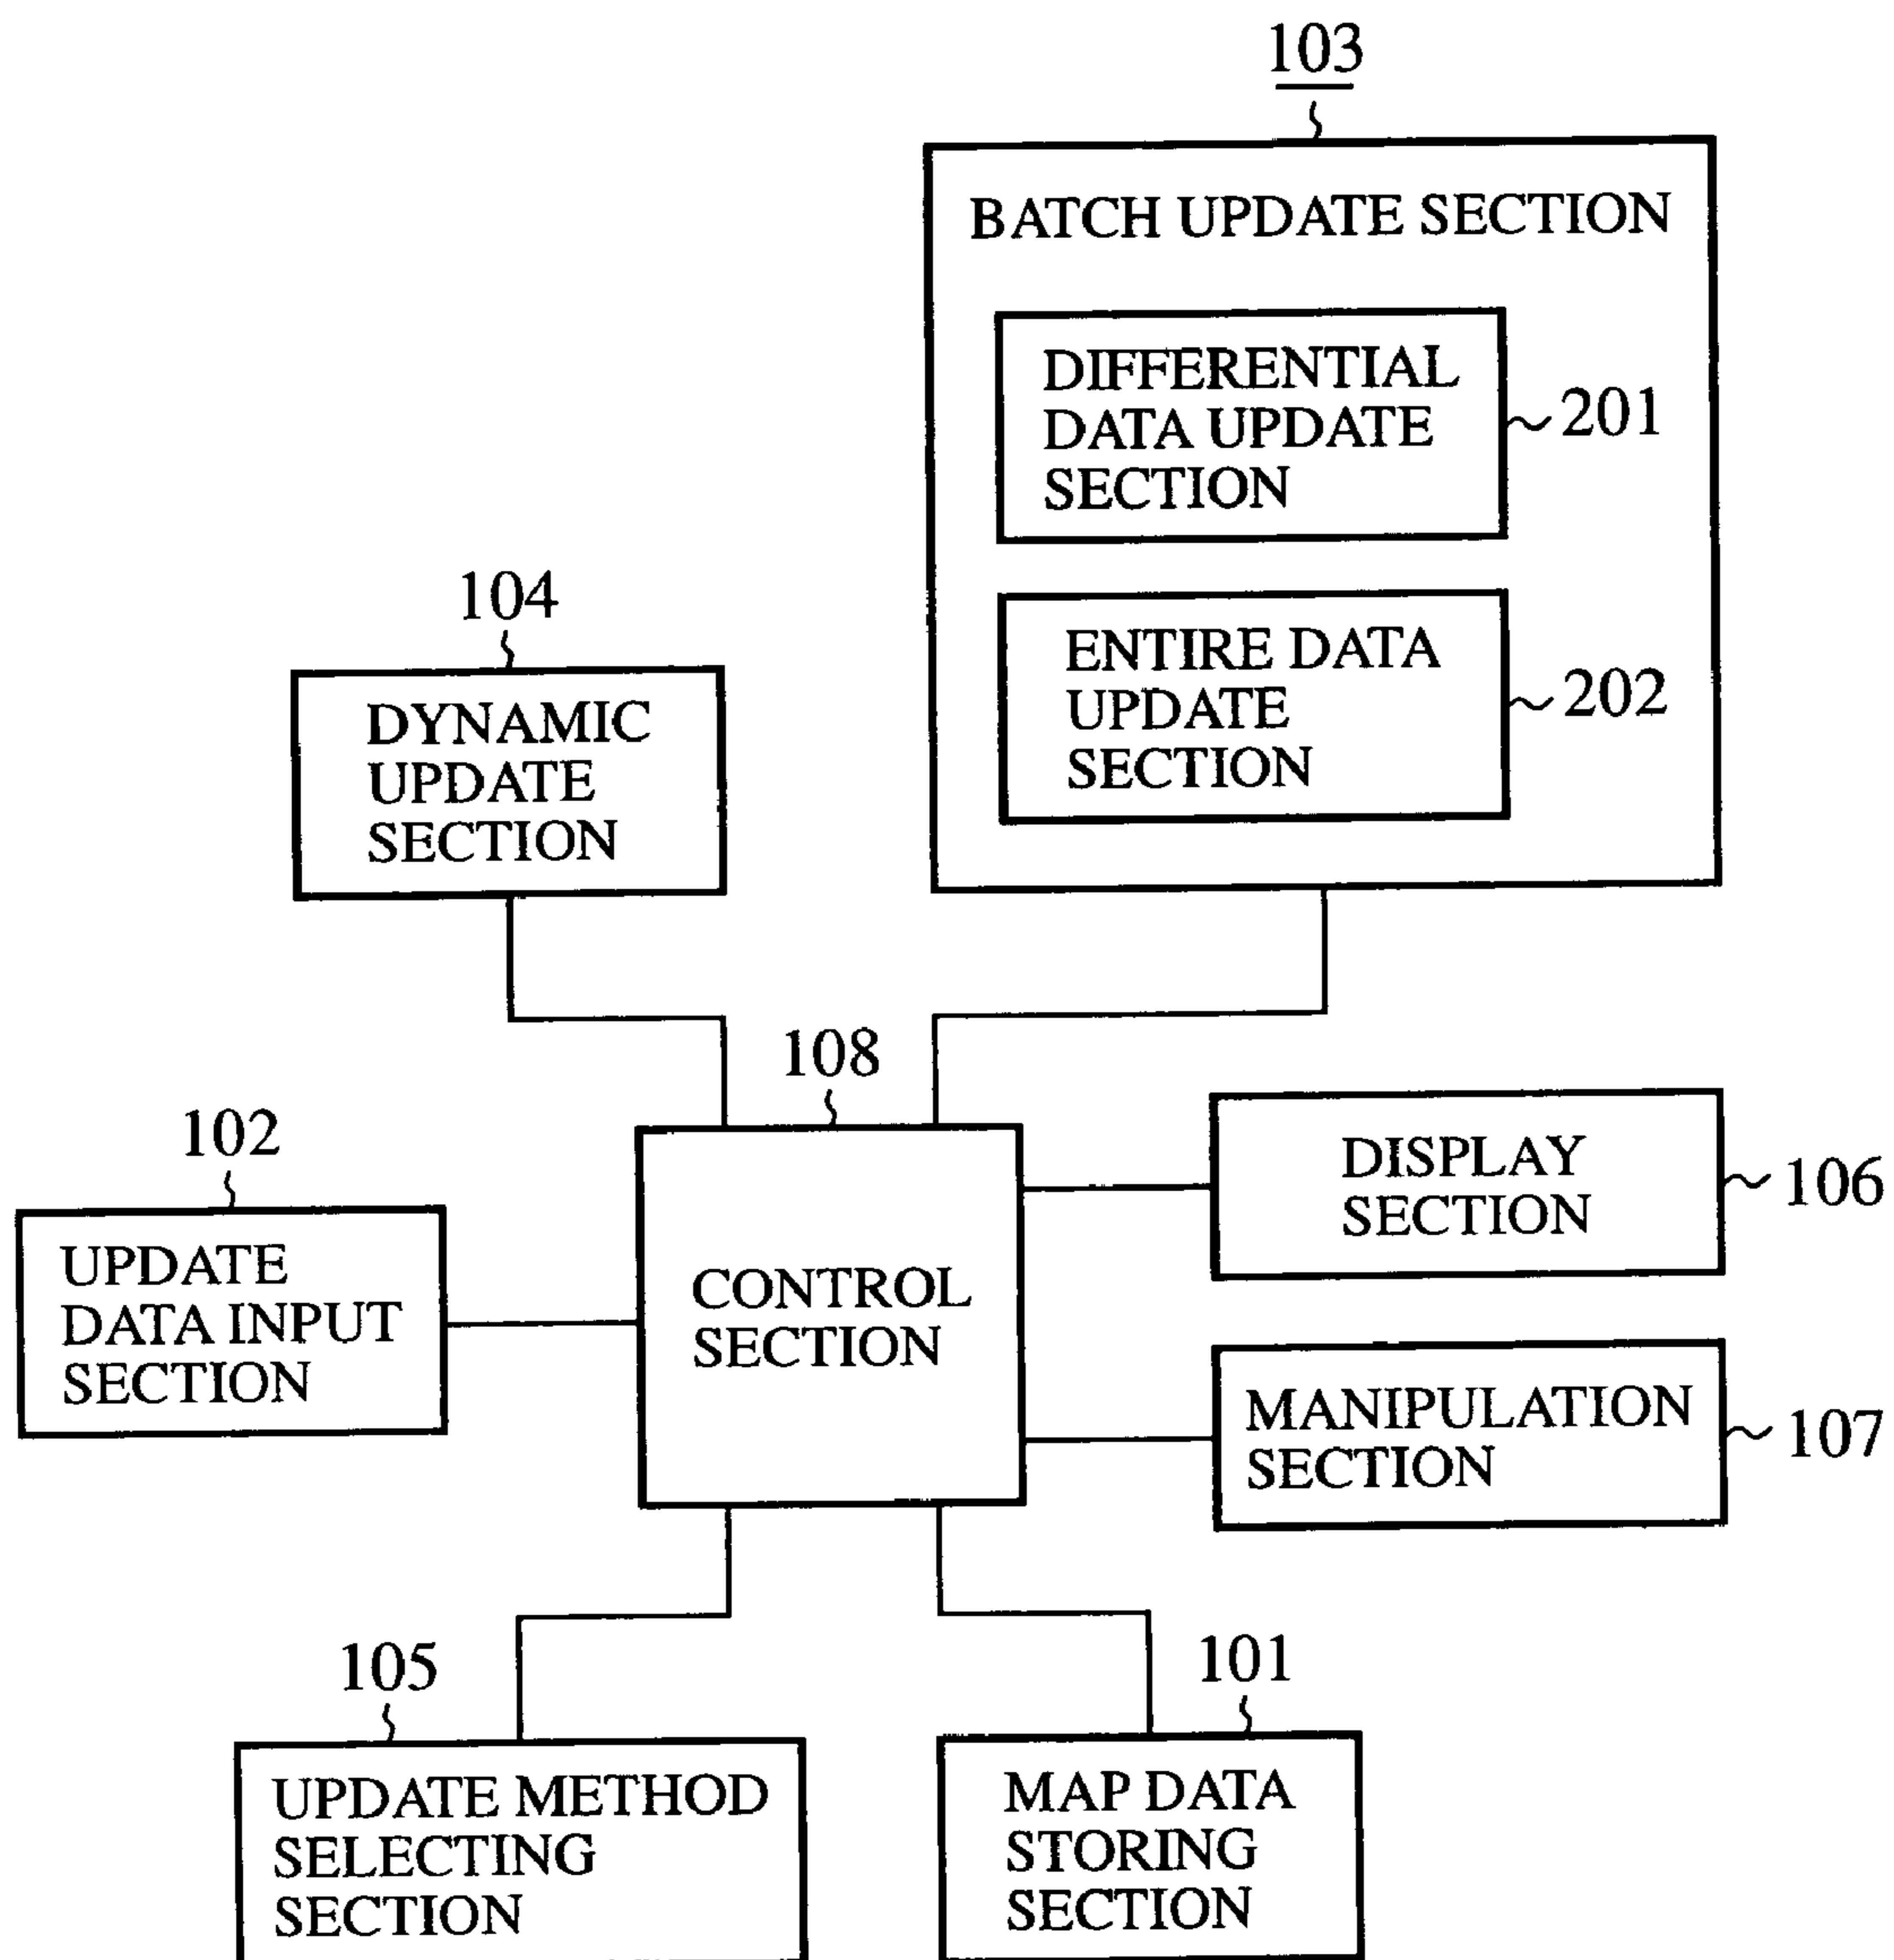 103
BATCH UPDATE SECTION
DIFFERENTIAL
DATA UPDATE
SECTION
201
ENTIRE DATA
UPDATE
SECTION
202
104
DYNAMIC
UPDATE
SECTION
108
CONTROL
SECTION
102
UPDATE
DATA INPUT
SECTION
DISPLAY
SECTION
106
MANIPULATION
SECTION
107
105
UPDATE METHOD
SELECTING
SECTION
101
MAP DATA
STORING
SECTION